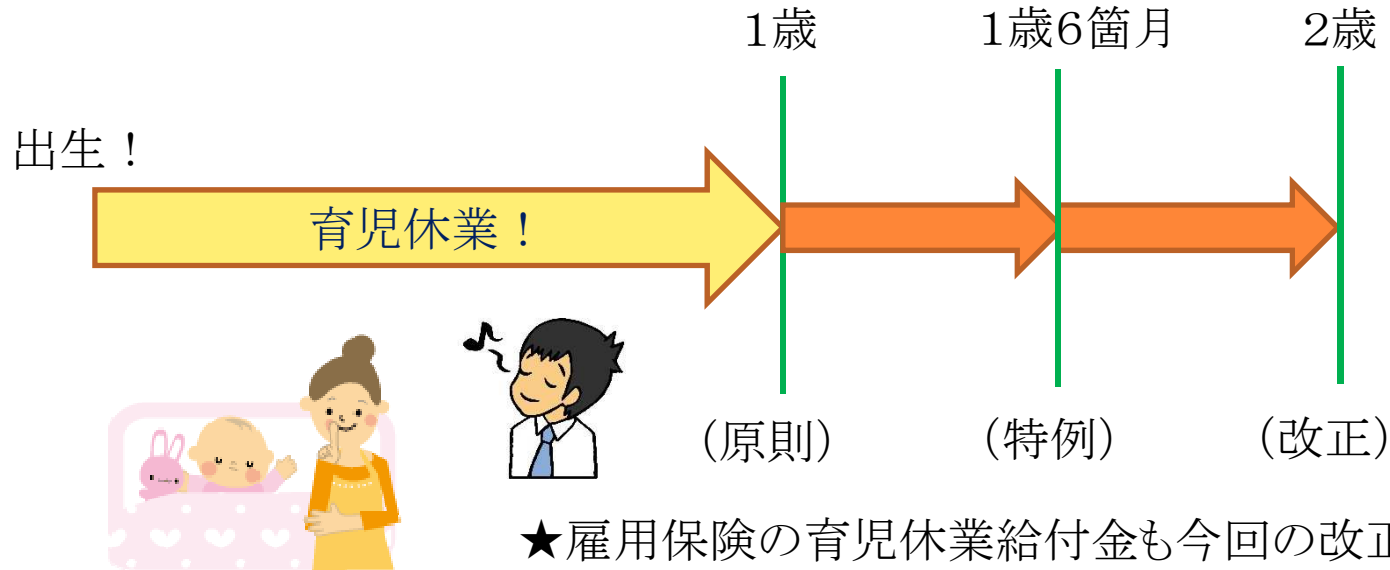 1歳 1歳6箇月 2歳
出生！
育児休業！
（原則） （特例） （改正）
★雇用保険の育児休業給付金も今回の改正